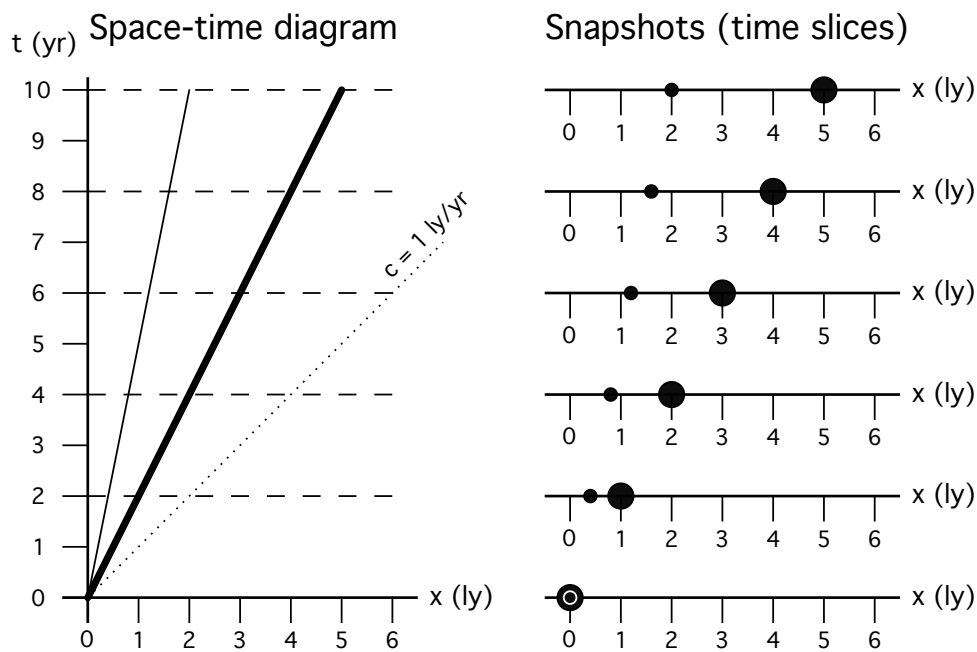 Space-time diagram
t (yr)
10
9
8
7
6
5
4
3
2
1
0
c = 1 ly/yr
x (ly)
0 1 2 3 4 5 6
Snapshots (time slices)
x (ly)
0 1 2 3 4 5 6
x (ly)
0 1 2 3 4 5 6
x (ly)
0 1 2 3 4 5 6
x (ly)
0 1 2 3 4 5 6
x (ly)
0 1 2 3 4 5 6
x (ly)
0 1 2 3 4 5 6